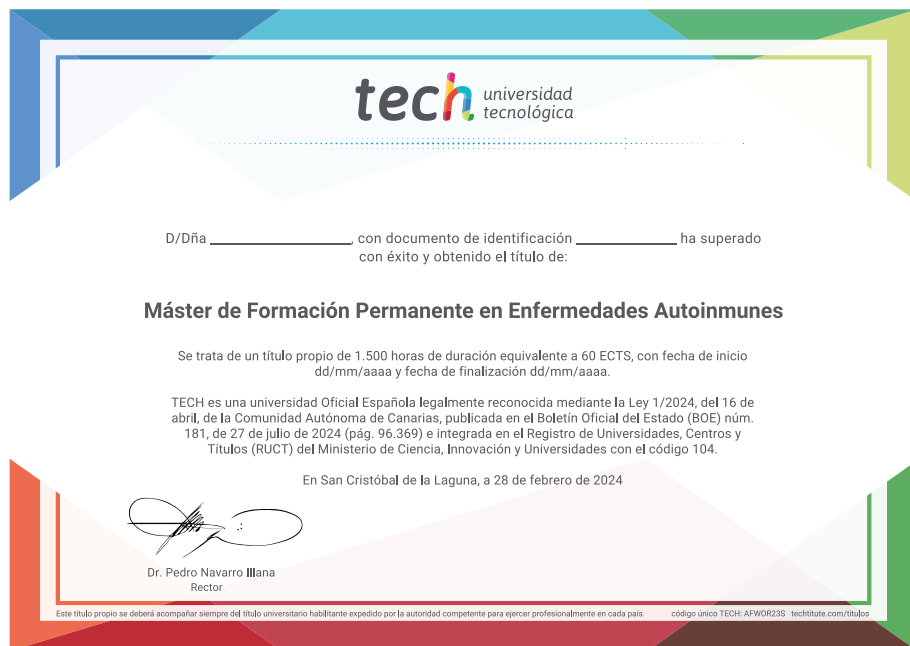 tech universidad
tecnológica
D/Dña ____________________, con documento de identificación ______________ ha superado
con éxito y obtenido el título de:
Máster de Formación Permanente en Enfermedades Autoinmunes
Se trata de un título propio de 1.500 horas de duración equivalente a 60 ECTS, con fecha de inicio
dd/mm/aaaa y fecha de finalización dd/mm/aaaa.
TECH es una universidad Oficial Española legalmente reconocida mediante la Ley 1/2024, del 16 de
abril, de la Comunidad Autónoma de Canarias, publicada en el Boletín Oficial del Estado (BOE) núm.
181, de 27 de julio de 2024 (pág. 96.369) e integrada en el Registro de Universidades, Centros y
Títulos (RUCT) del Ministerio de Ciencia, Innovación y Universidades con el código 104.
En San Cristóbal de la Laguna, a 28 de febrero de 2024
Dr. Pedro Navarro Illana
Rector
Este título propio se deberá acompañar siempre del título universitario habilitante expedido por la autoridad competente para ejercer profesionalmente en cada país. código único TECH: AFWOR23S techtitute.com/titulos